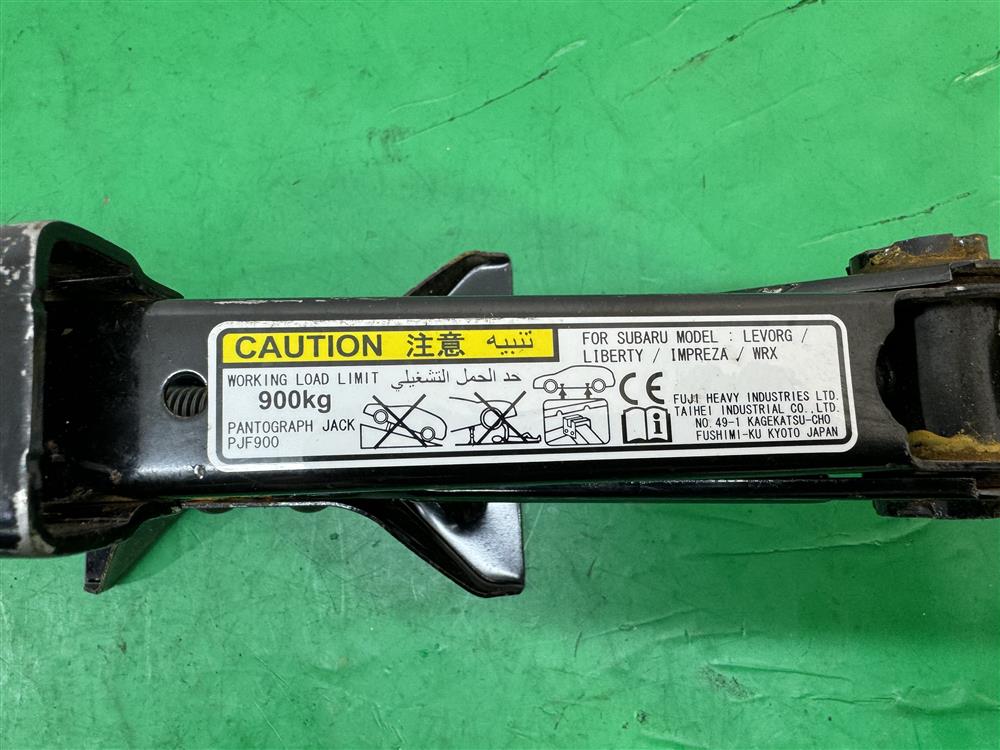 CAUTION 注意 تنبيه
FOR SUBARU MODEL : LEVORG /
LIBERTY / IMPREZA / WRX
WORKING LOAD LIMIT حد الحمل التشغيلي
900kg
PANTOGRAPH JACK
PJF900
CE
i
FUJI HEAVY INDUSTRIES LTD.
TAIHEI INDUSTRIAL CO.,LTD.
NO.49-1 KAGEKATSU-CHO
FUSHIMI-KU KYOTO JAPAN